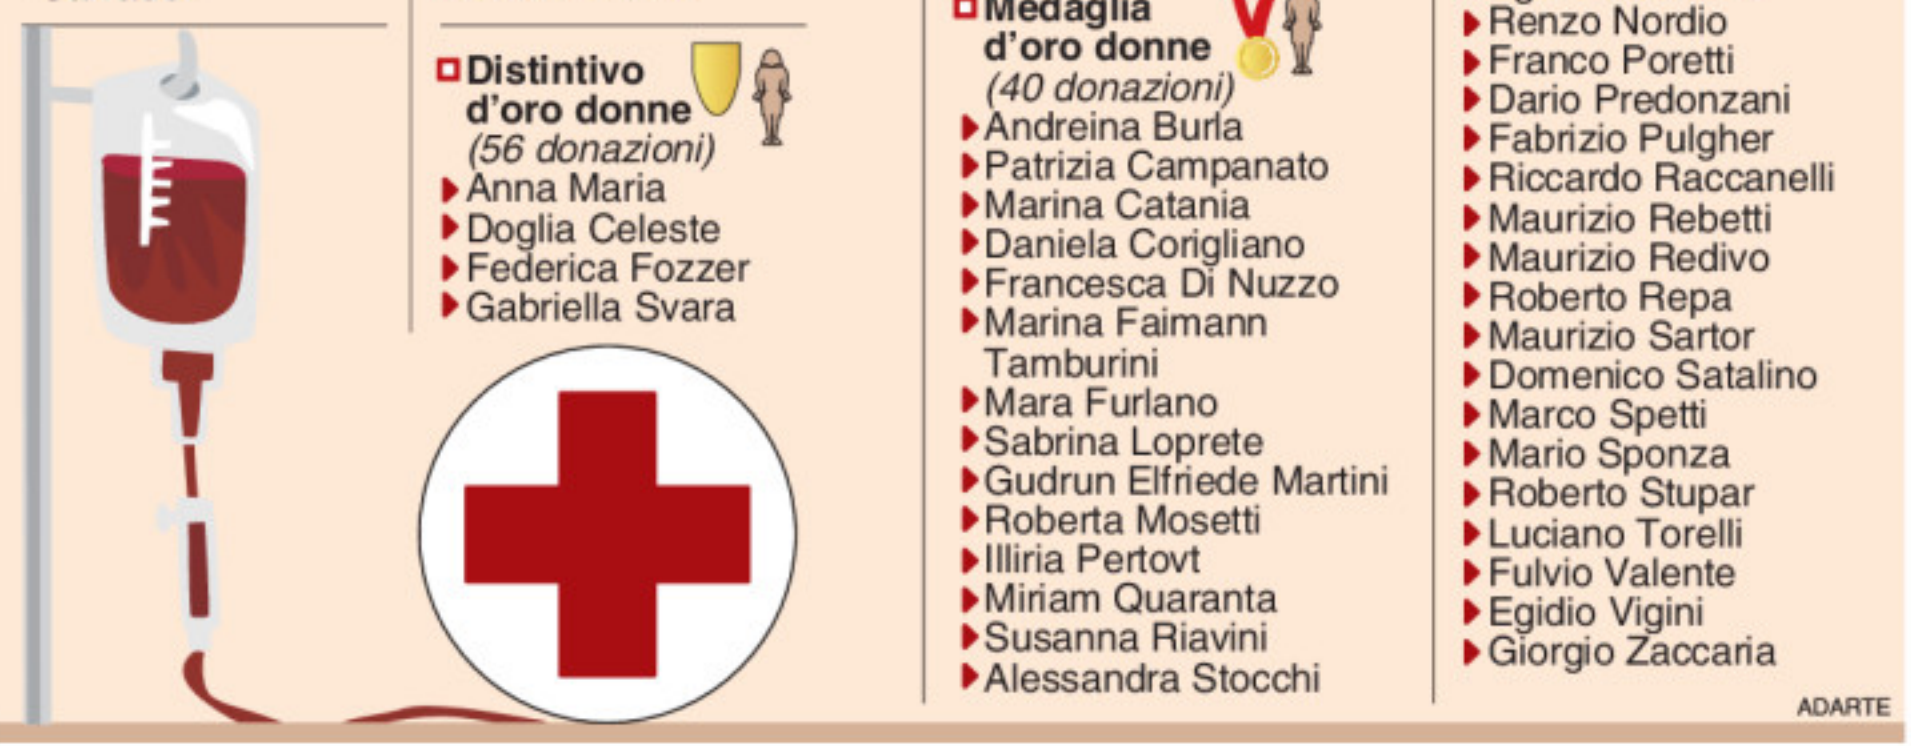 Distintivo
d'oro donne
(56 donazioni)
Anna Maria
Doglia Celeste
Federica Fozzer
Gabriella Svara
Medaglia
d'oro donne
(40 donazioni)
Andreina Burla
Patrizia Campanato
Marina Catania
Daniela Corigliano
Francesca Di Nuzzo
Marina Faimann
Tamburini
Mara Furlano
Sabrina Loprete
Gudrun Elfriede Martini
Roberta Mosetti
Illiria Pertovt
Miriam Quaranta
Susanna Riavini
Alessandra Stocchi
Renzo Nordio
Franco Poretti
Dario Predonzani
Fabrizio Pulgher
Riccardo Raccanelli
Maurizio Rebetti
Maurizio Redivo
Roberto Repa
Maurizio Sartor
Domenico Satalino
Marco Spetti
Mario Sponza
Roberto Stupar
Luciano Torelli
Fulvio Valente
Egidio Vigini
Giorgio Zaccaria
ADARTE